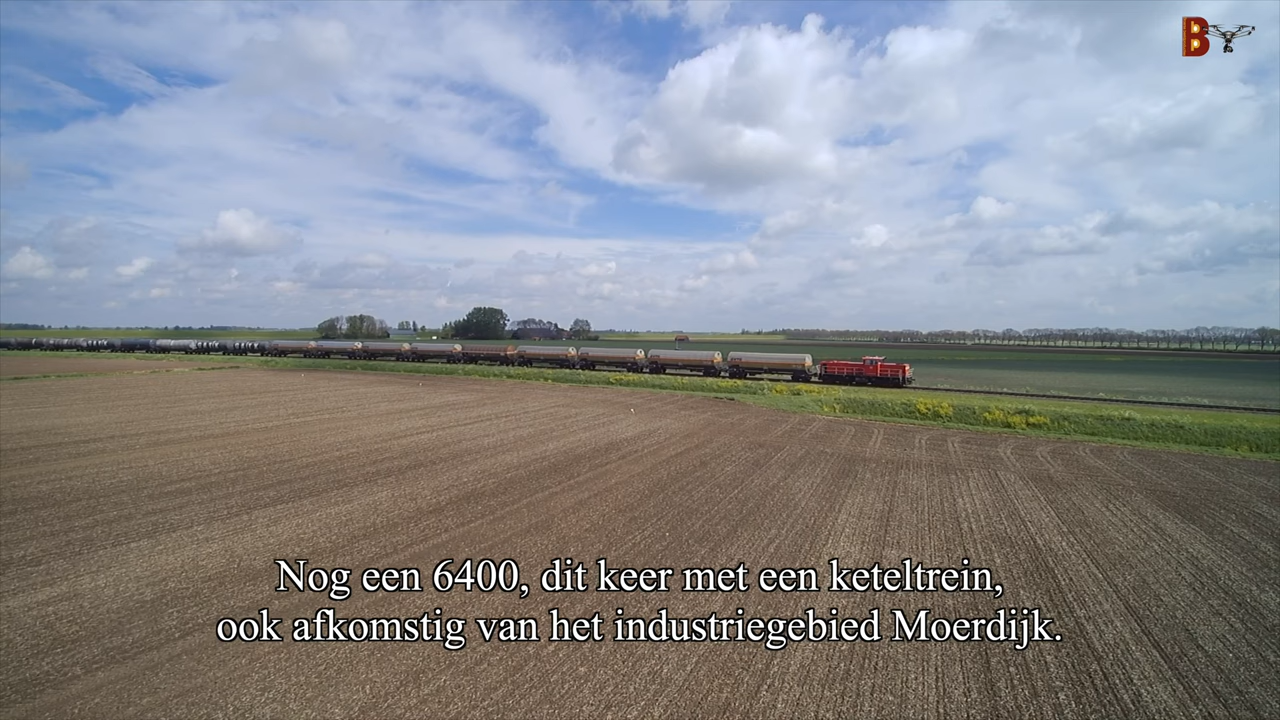 B
Nog een 6400, dit keer met een keteltrein,
ook afkomstig van het industriegebied Moerdijk.